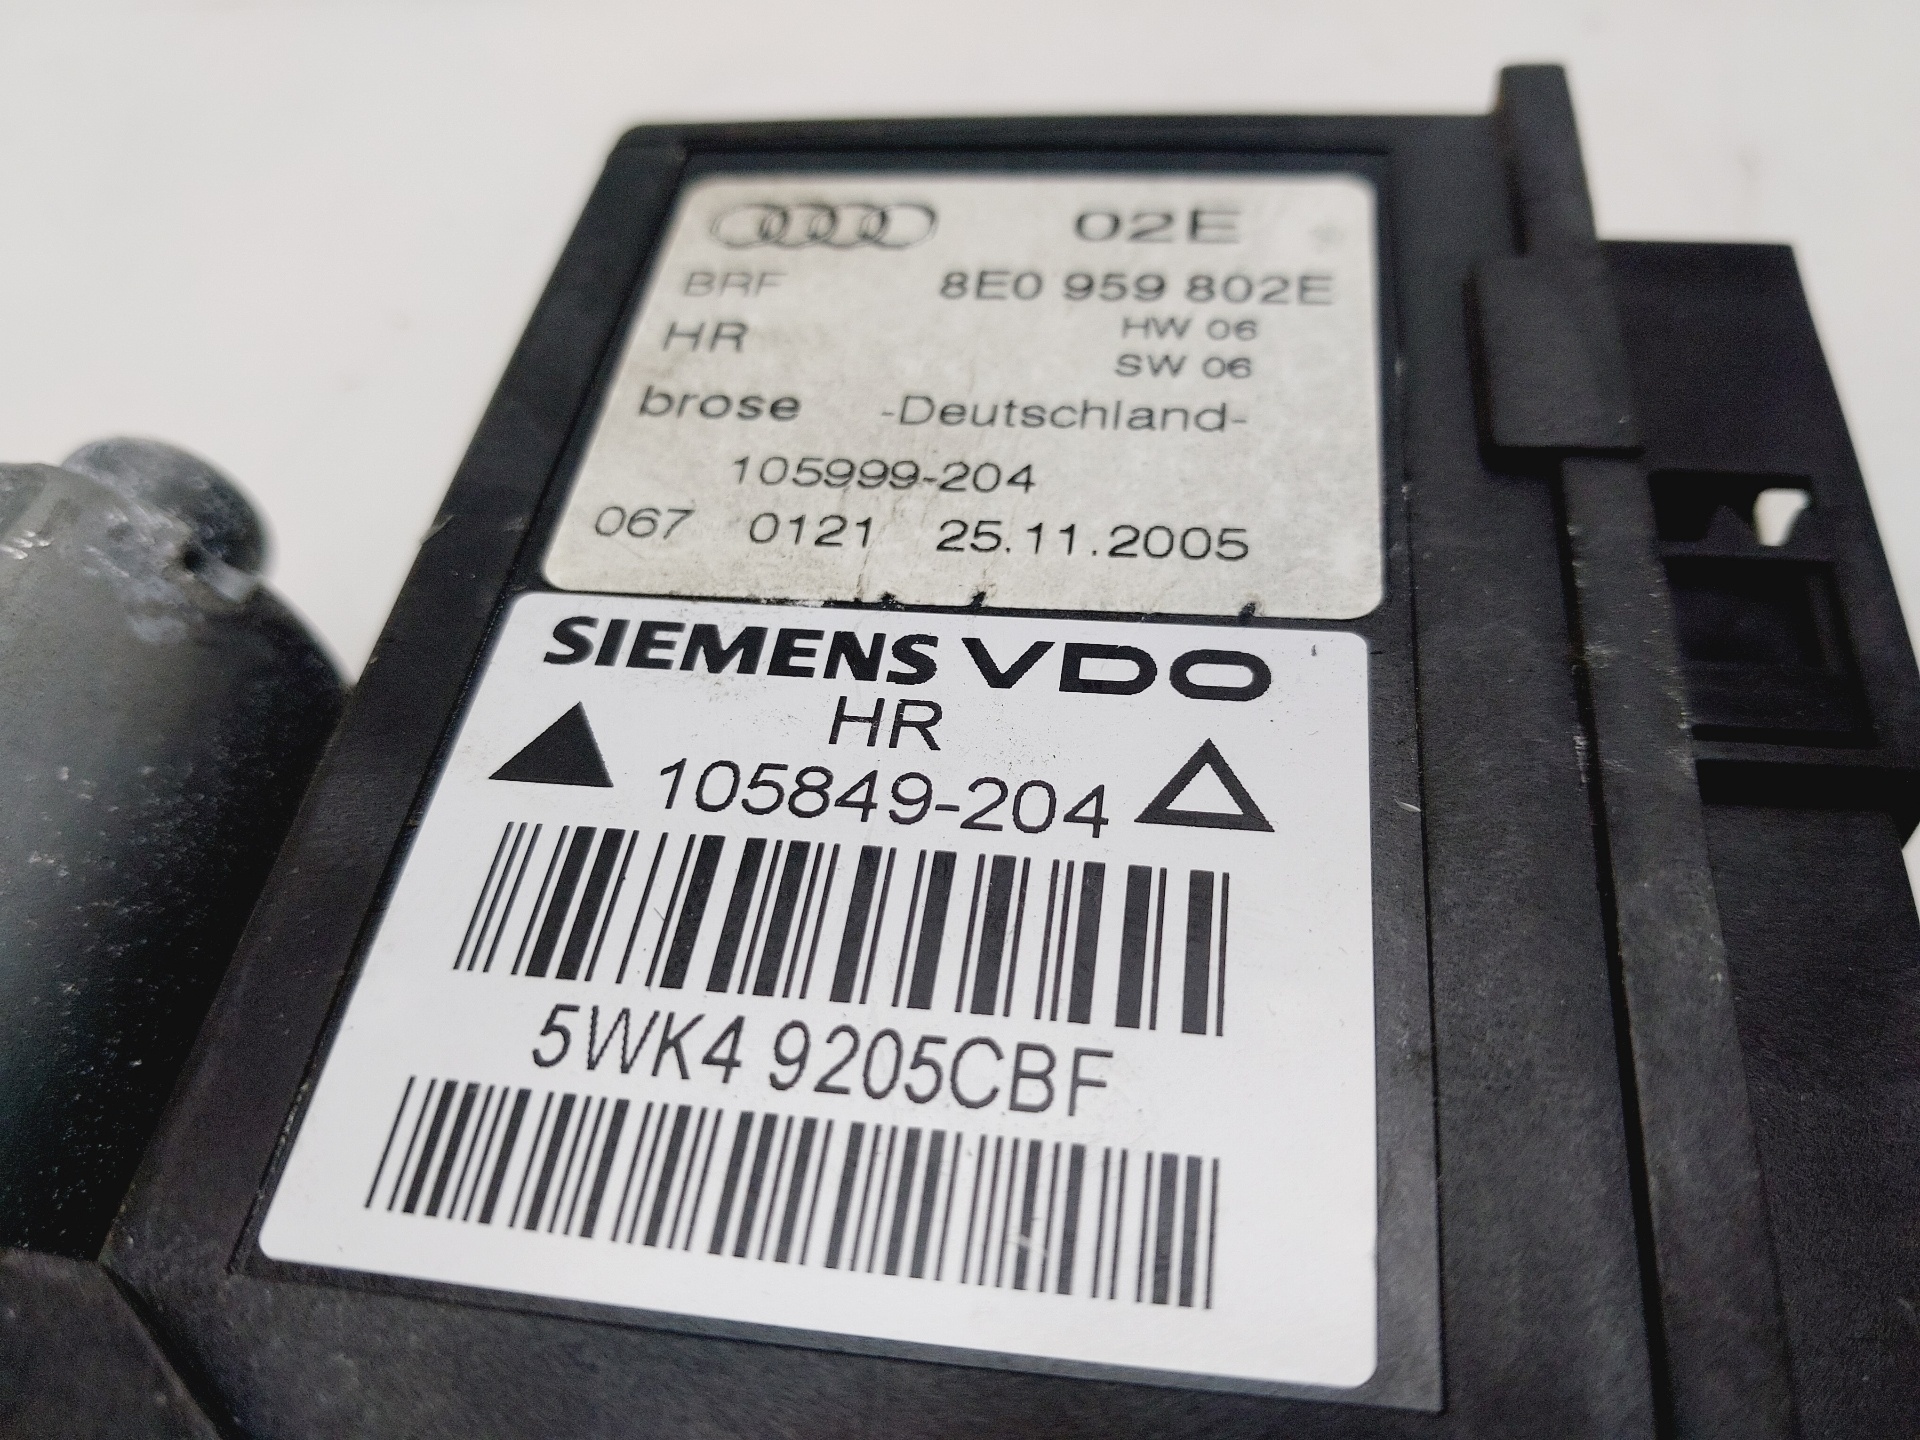 02E
BRF 8E0 959 802E
HR HW 06
SW 06
brose -Deutschland-
105999-204
067 0121 25.11.2005
SIEMENS VDO
HR
105849-204
5WK4 9205CBF